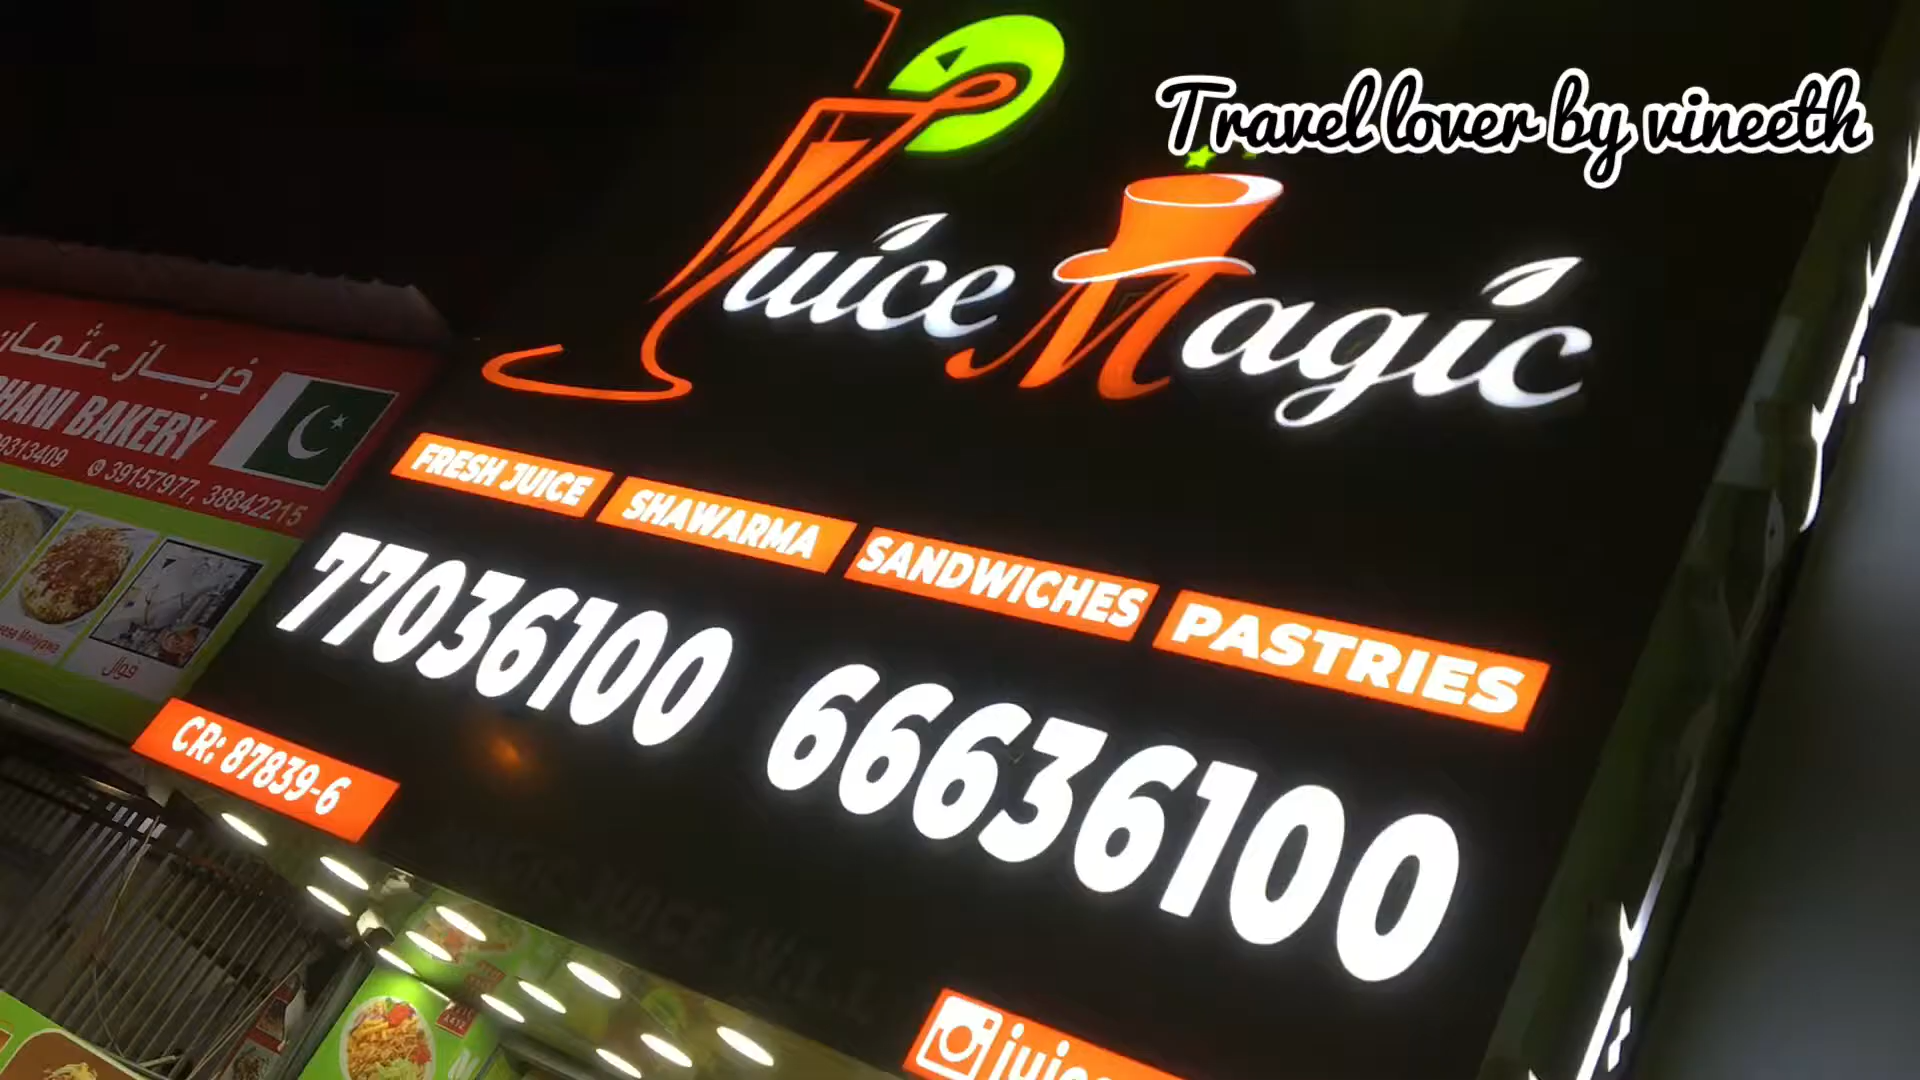 Travel lover by vineeth
Juice Magic
FRESH JUICE SHAWARMA SANDWICHES PASTRIES
77036100 66636100
CR: 87839-6
خباز عثمان
BAKERY
39157977, 38842215
فوال